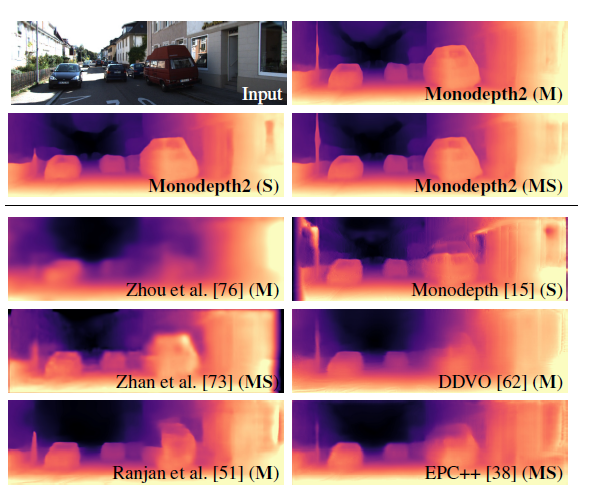 Input
Monodepth2 (M)
Monodepth2 (S)
Monodepth2 (MS)
Zhou et al. [76] (M)
Monodepth [15] (S)
Zhan et al. [73] (MS)
DDVO [62] (M)
Ranjan et al. [51] (M)
EPC++ [38] (MS)